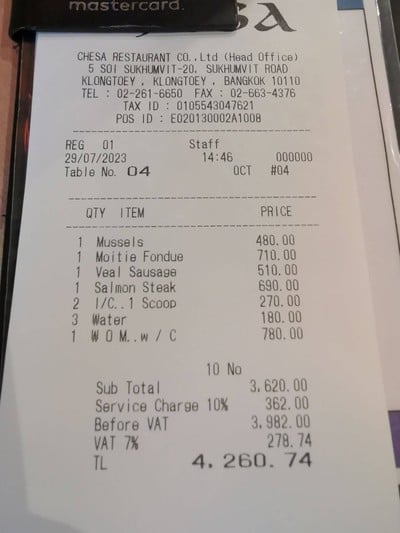 mastercard.
CHESA RESTAURANT CO.,Ltd (Head Office)
5 SOI SUKHUMVIT-20, SUKHUMVIT ROAD
KLONGTOEY , KLONGTOEY , BANGKOK 10110
TEL : 02-261-6650 FAX : 02-663-4376
TAX ID : 0105543047621
POS ID : E020130002A1008
REG 01 Staff
29/07/2023 14:46 000000
Table No. 04 OCT #04
QTY ITEM PRICE
1 Mussels 480.00
1 Moitie Fondue 710.00
1 Veal Sausage 510.00
1 Salmon Steak 690.00
2 I/C..1 Scoop 270.00
3 Water 180.00
1 W O M..w / C 780.00
10 No
Sub Total 3,620.00
Service Charge 10% 362.00
Before VAT 3,982.00
VAT 7% 278.74
TL 4,260.74